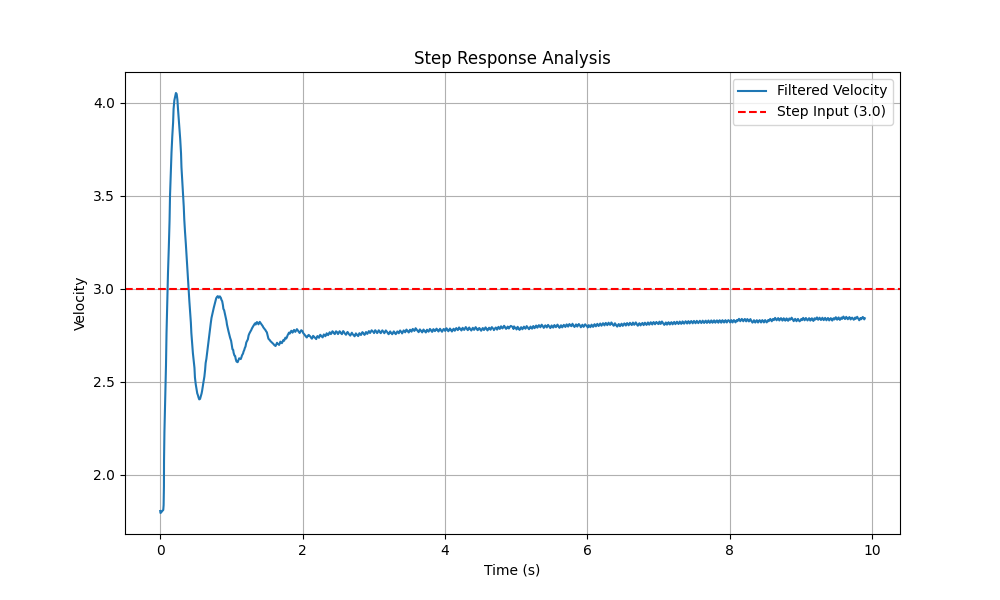 Step Response Analysis
Filtered Velocity
Step Input (3.0)
Velocity
4.0
3.5
3.0
2.5
2.0
0
2
4
6
8
10
Time (s)